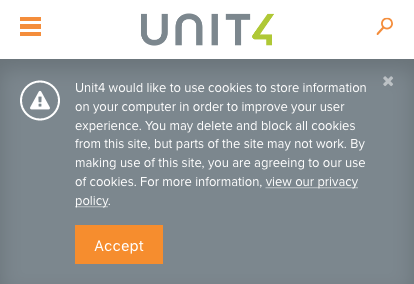 UNIT4
Unit4 would like to use cookies to store information
on your computer in order to improve your user
experience. You may delete and block all cookies
from this site, but parts of the site may not work. By
making use of this site, you are agreeing to our use
of cookies. For more information, view our privacy
policy.
Accept